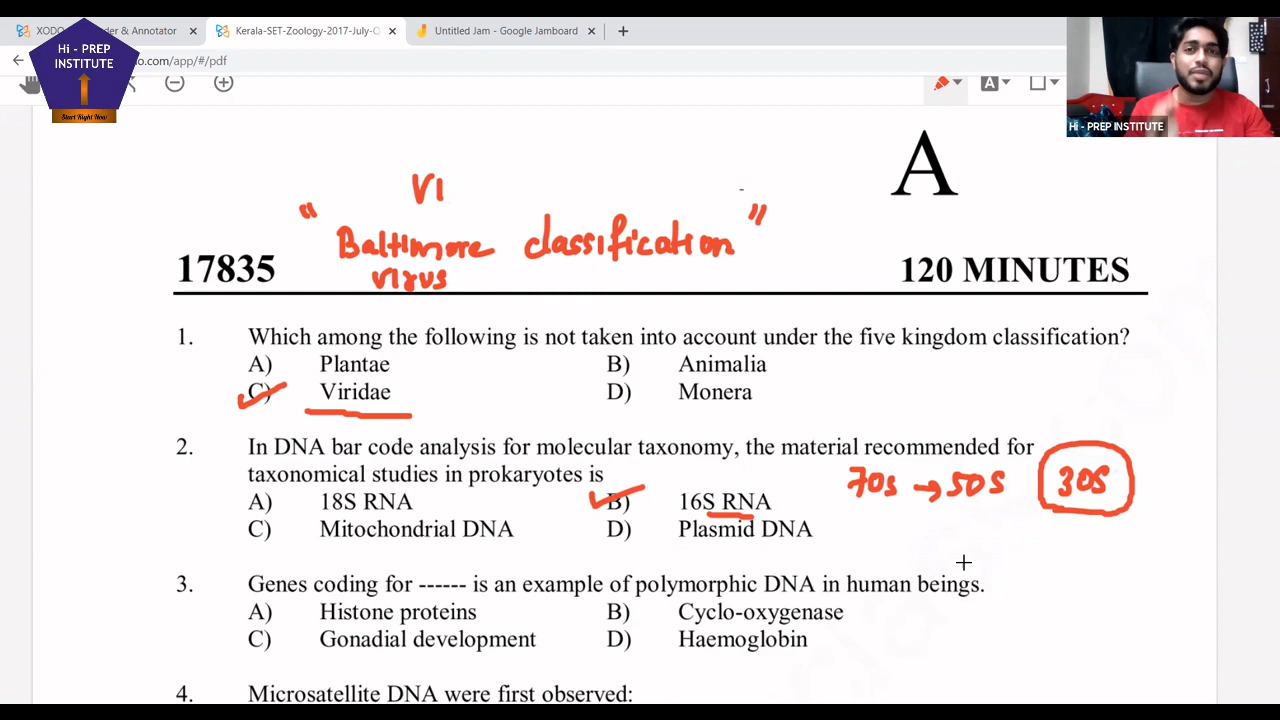 XODO
der & Annotator
Kerala-SET-Zoology-2017-July-
Untitled Jam - Google Jamboard
Hi - PREP
INSTITUTE
Start Right Now
o.com/app/#/pdf
A
Hi - PREP INSTITUTE
A
VI
" Baltimore classification "
virus
17835
120 MINUTES
1. Which among the following is not taken into account under the five kingdom classification?
A) Plantae B) Animalia
C) Viridae D) Monera
2. In DNA bar code analysis for molecular taxonomy, the material recommended for
taxonomical studies in prokaryotes is
70s → 50S 30S
A) 18S RNA B) 16S RNA
C) Mitochondrial DNA D) Plasmid DNA
3. Genes coding for ------ is an example of polymorphic DNA in human beings.
A) Histone proteins B) Cyclo-oxygenase
C) Gonadial development D) Haemoglobin
4. Microsatellite DNA were first observed: